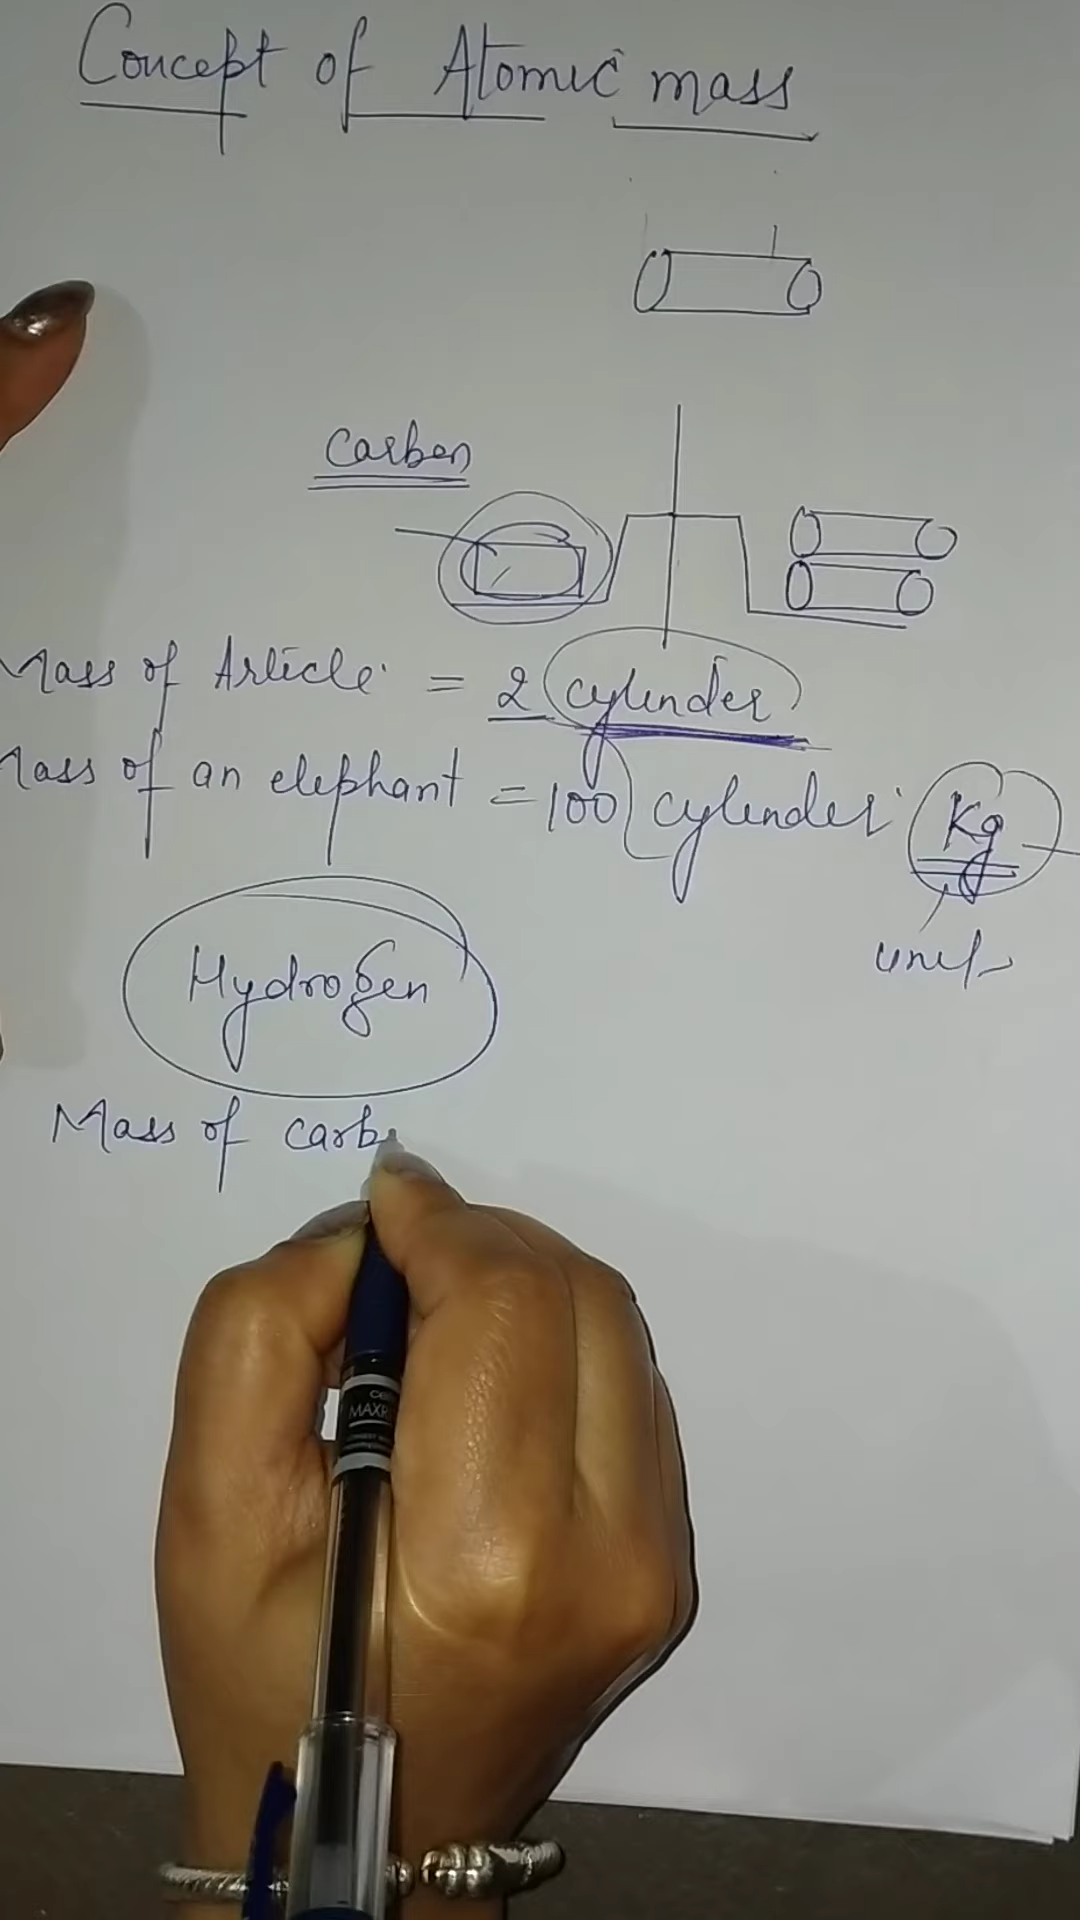 Concept of Atomic mass
Carbon
Mass of Article = 2 cylinder
Mass of an elephant = 100 cylinder Kg
unit
Hydrogen
Mass of carb
MAXR